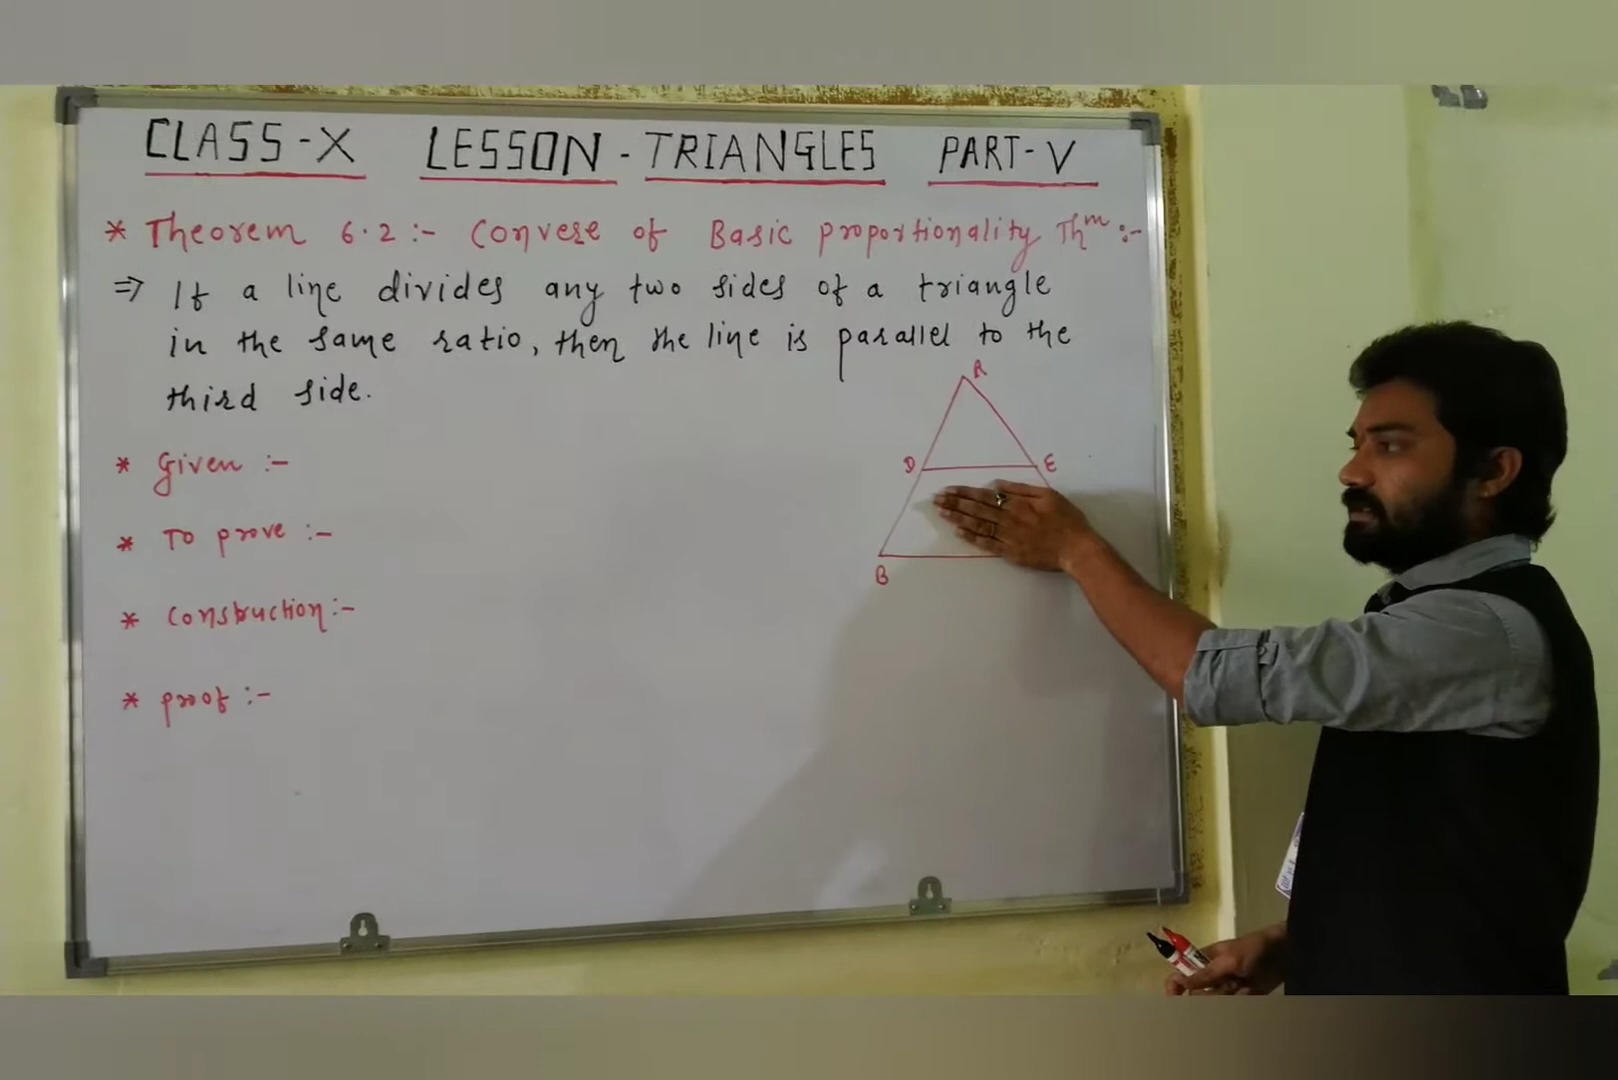 CLASS-X LESSON-TRIANGLES PART-V
* Theorem 6.2:- Convese of Basic proportionality Thm :-
⇒ If a line divides any two sides of a triangle
in the same ratio, then the line is parallel to the
third side.
A
D E
B
* Given :-
* To prove :-
* Construction:-
* proof :-